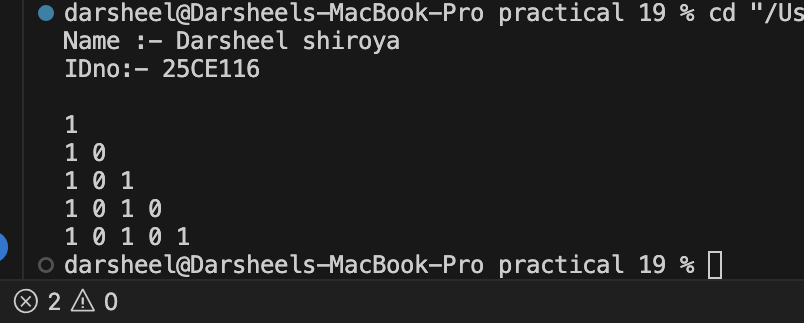 darsheel@Darsheels-MacBook-Pro practical 19 % cd "/Us
Name :- Darsheel shiroya
IDno:- 25CE116
1
1 0
1 0 1
1 0 1 0
1 0 1 0 1
darsheel@Darsheels-MacBook-Pro practical 19 %
2 0